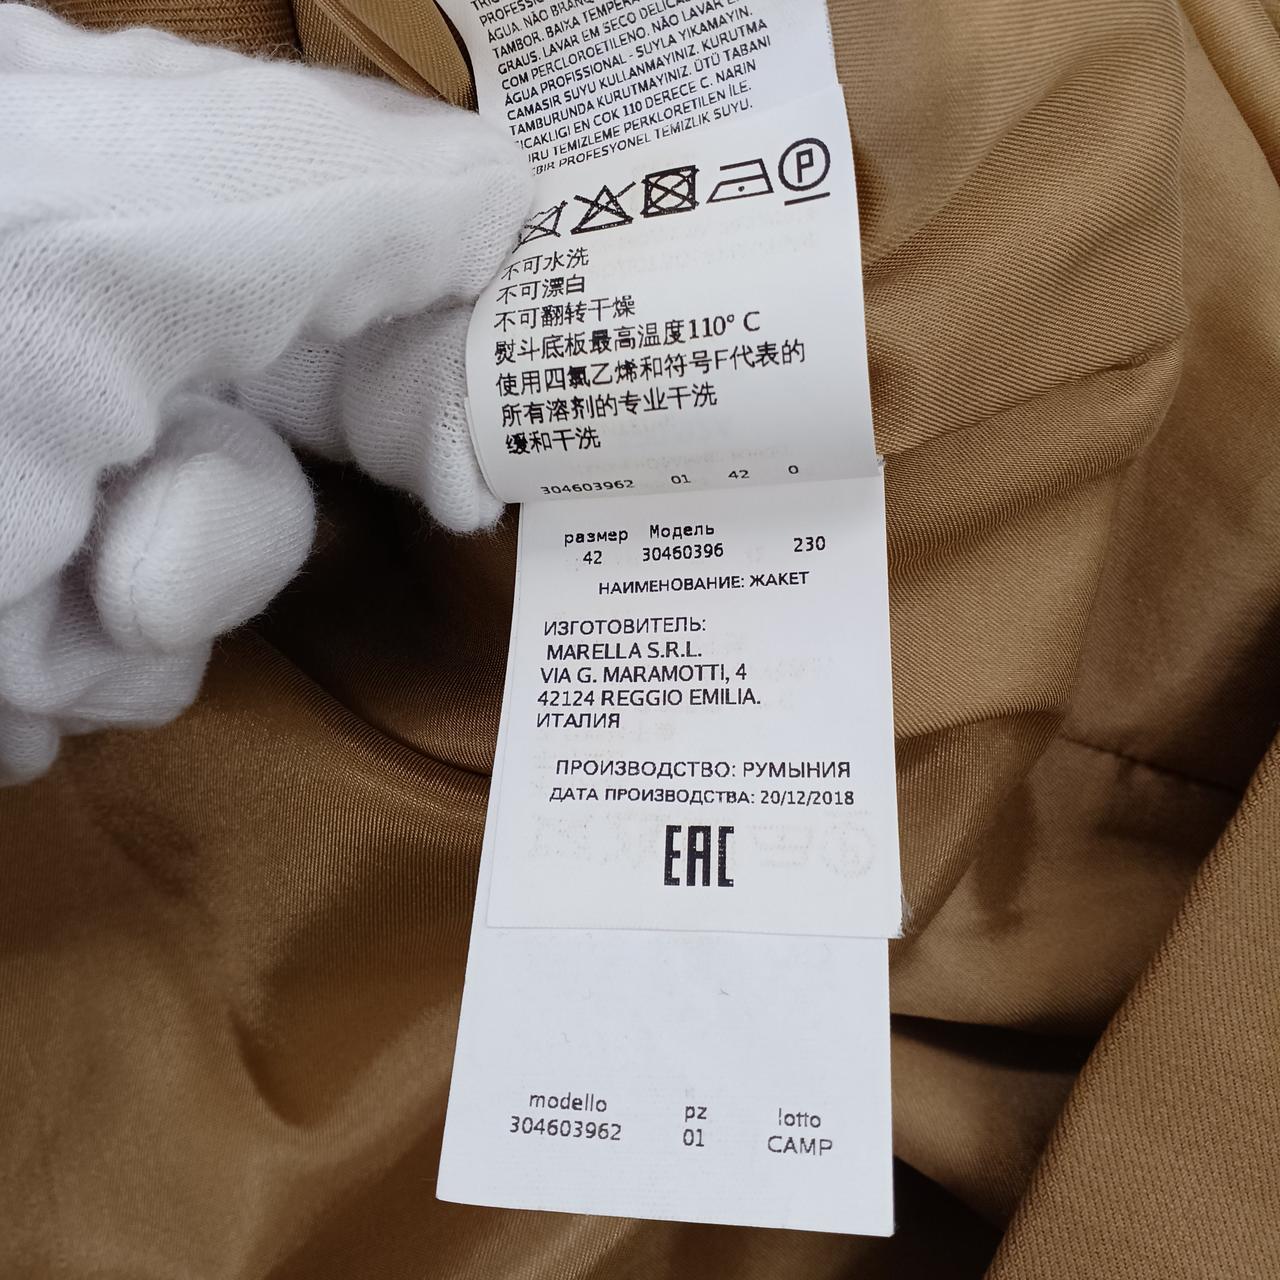 PROFESSIO
ÁGUA. NÃO BRANQ
TAMBOR. BAIXA TEMPERA
GRAUS. LAVAR EM SECO DELICA
COM PERCLOROETILENO. NÃO LAVAR E
ÁGUA PROFISSIONAL - SUYLA YIKAMAYIN.
CAMASIR SUYU KULLANMAYINIZ. KURUTMA
TAMBURUNDA KURUTMAYINIZ. ÜTÜ TABANI
ICAKLIGI EN COK 110 DERECE C. NARIN
RU TEMIZLEME PERKLORETILEN İLE.
BIR PROFESYONEL TEMIZLIK SUYU.
P
不可水洗
不可漂白
不可翻转干燥
熨斗底板最高温度110° C
使用四氯乙烯和符号F代表的
所有溶剂的专业干洗
缓和干洗
304603962 01 42 0
размер Модель
42 30460396 230
НАИМЕНОВАНИЕ: ЖАКЕТ
ИЗГОТОВИТЕЛЬ:
MARELLA S.R.L.
VIA G. MARAMOTTI, 4
42124 REGGIO EMILIA.
ИТАЛИЯ
ПРОИЗВОДСТВО: РУМЫНИЯ
ДАТА ПРОИЗВОДСТВА: 20/12/2018
EAC
modello pz lotto
304603962 01 CAMP